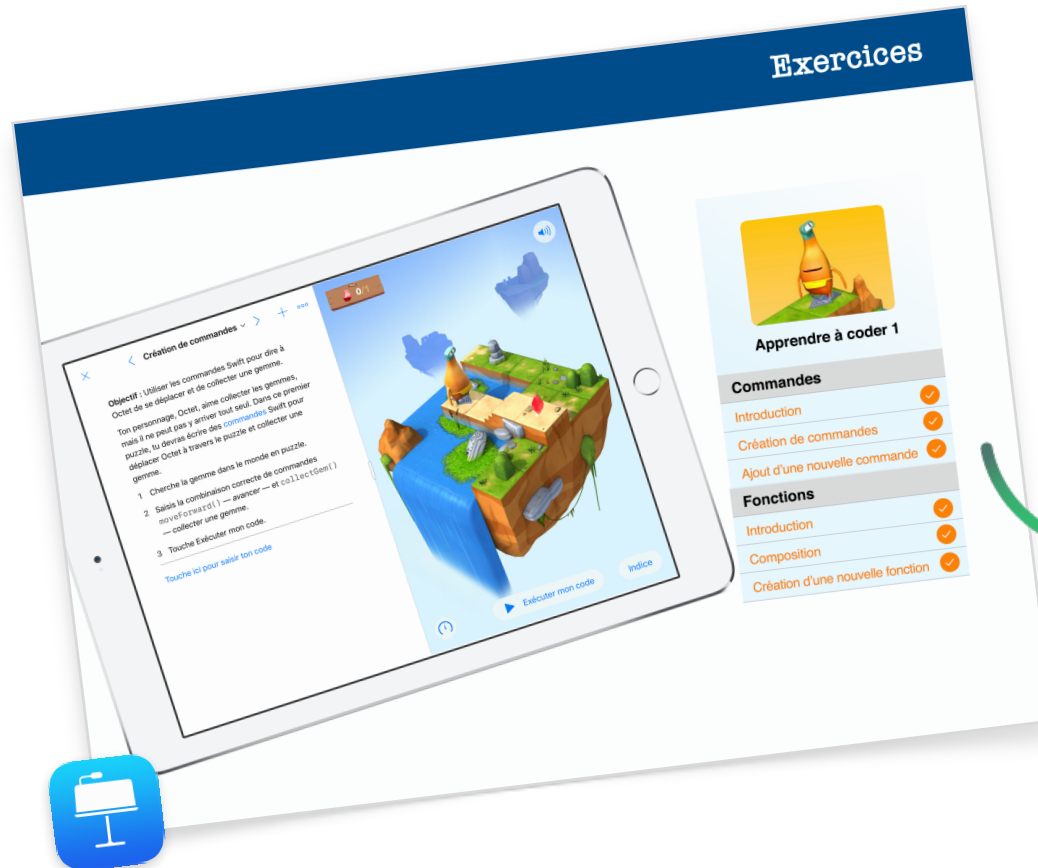 Exercices
Création de commandes
Objectif : Utiliser les commandes Swift pour dire à
Octet de se déplacer et de collecter une gemme.
Ton personnage, Octet, aime collecter les gemmes,
mais il ne peut pas y arriver tout seul. Dans ce premier
puzzle, tu devras écrire des commandes Swift pour
déplacer Octet à travers le puzzle et collecter une
gemme.
1 Cherche la gemme dans le monde en puzzle.
2 Saisis la combinaison correcte de commandes
moveForward() — avancer — et collectGem()
— collecter une gemme.
3 Touche Exécuter mon code.
Touche ici pour saisir ton code
0/1
Exécuter mon code
Indice
Apprendre à coder 1
Commandes
Introduction
Création de commandes
Ajout d'une nouvelle commande
Fonctions
Introduction
Composition
Création d'une nouvelle fonction